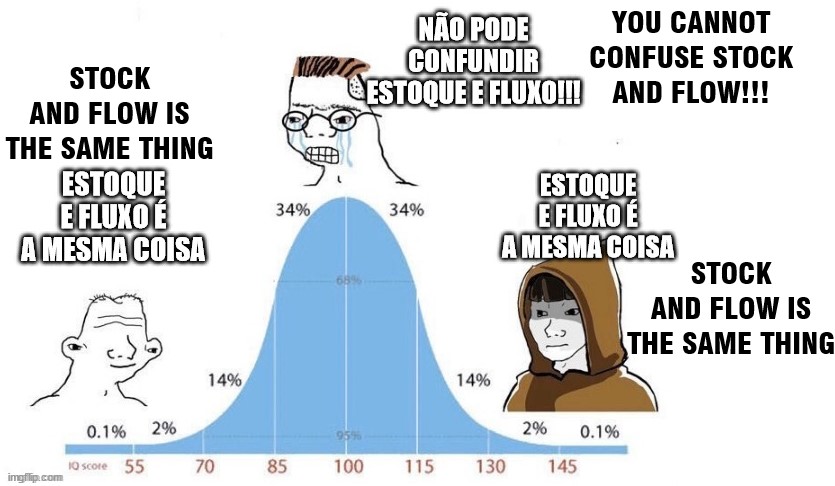 NÃO PODE
CONFUNDIR
ESTOQUE E FLUXO!!!
YOU CANNOT
CONFUSE STOCK
AND FLOW!!!
STOCK
AND FLOW IS
THE SAME THING
ESTOQUE
E FLUXO É
A MESMA COISA
ESTOQUE
E FLUXO É
A MESMA COISA
STOCK
AND FLOW IS
THE SAME THING
34% 34%
68%
14% 14%
95%
0.1% 2% 2% 0.1%
IQ score 55 70 85 100 115 130 145
imgflip.com